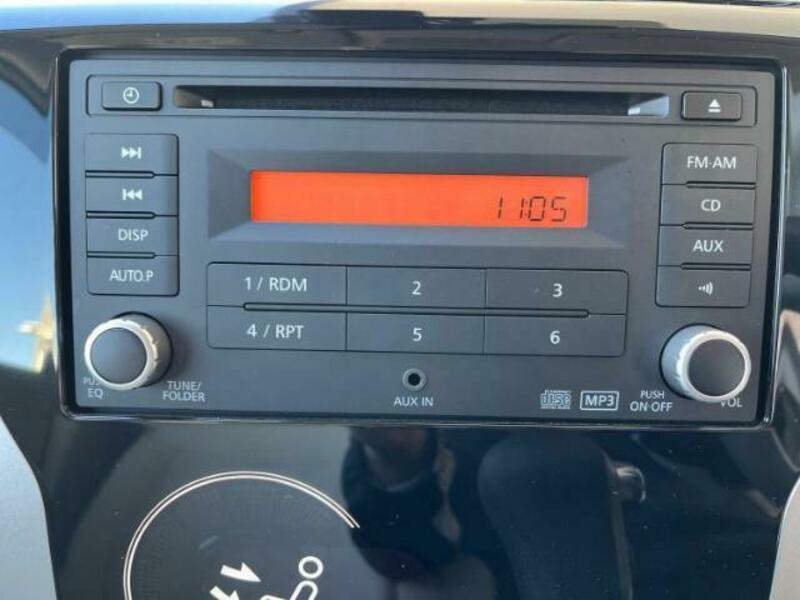 FM·AM
11:05
CD
DISP
AUX
AUTO.P
1 / RDM
2
3
4 / RPT
5
6
PUSH
EQ
TUNE/
FOLDER
AUX IN
disc
MP3
PUSH
ON·OFF
VOL